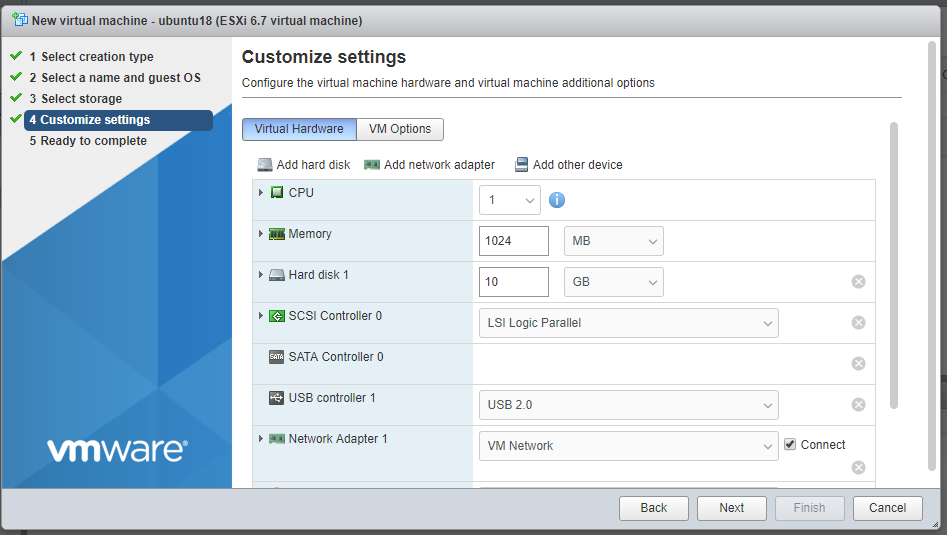 New virtual machine - ubuntu18 (ESXi 6.7 virtual machine)
1 Select creation type
2 Select a name and guest OS
3 Select storage
4 Customize settings
5 Ready to complete
vmware®
Customize settings
Configure the virtual machine hardware and virtual machine additional options
Virtual Hardware VM Options
Add hard disk Add network adapter Add other device
CPU 1 i
Memory 1024 MB
Hard disk 1 10 GB
SCSI Controller 0 LSI Logic Parallel
SATA SATA Controller 0
USB controller 1 USB 2.0
Network Adapter 1 VM Network Connect
Back Next Finish Cancel